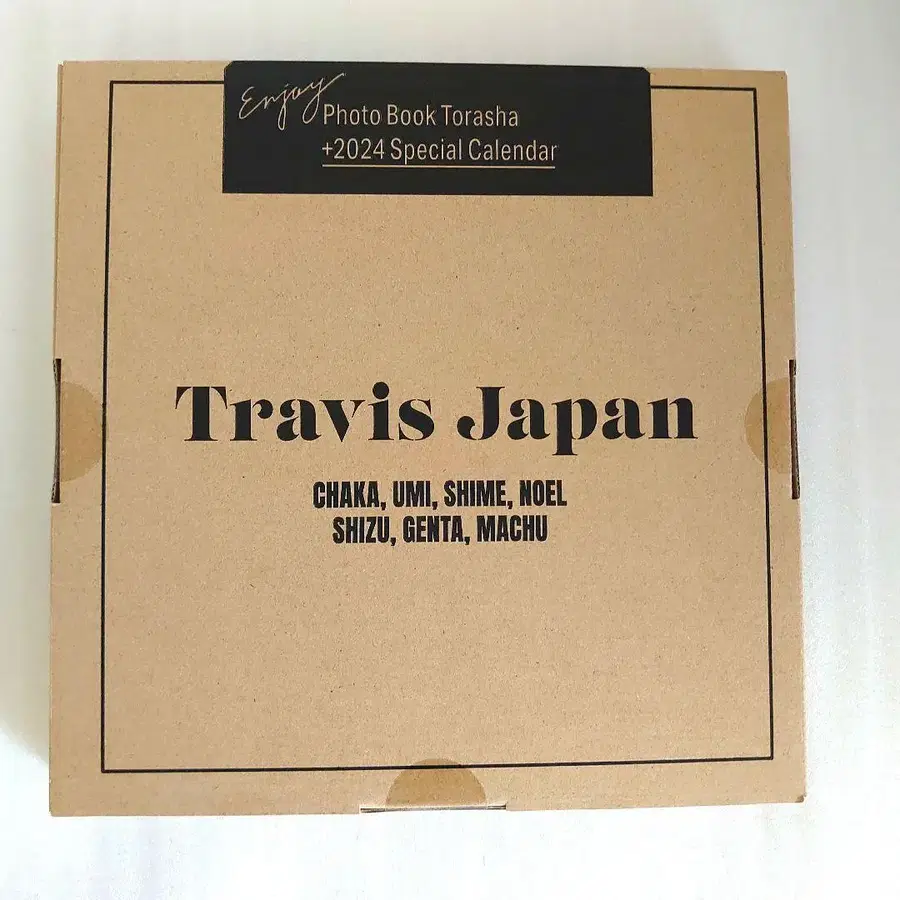 Enjoy
Photo Book Torasha
+2024 Special Calendar
Travis Japan
CHAKA, UMI, SHIME, NOEL
SHIZU, GENTA, MACHU